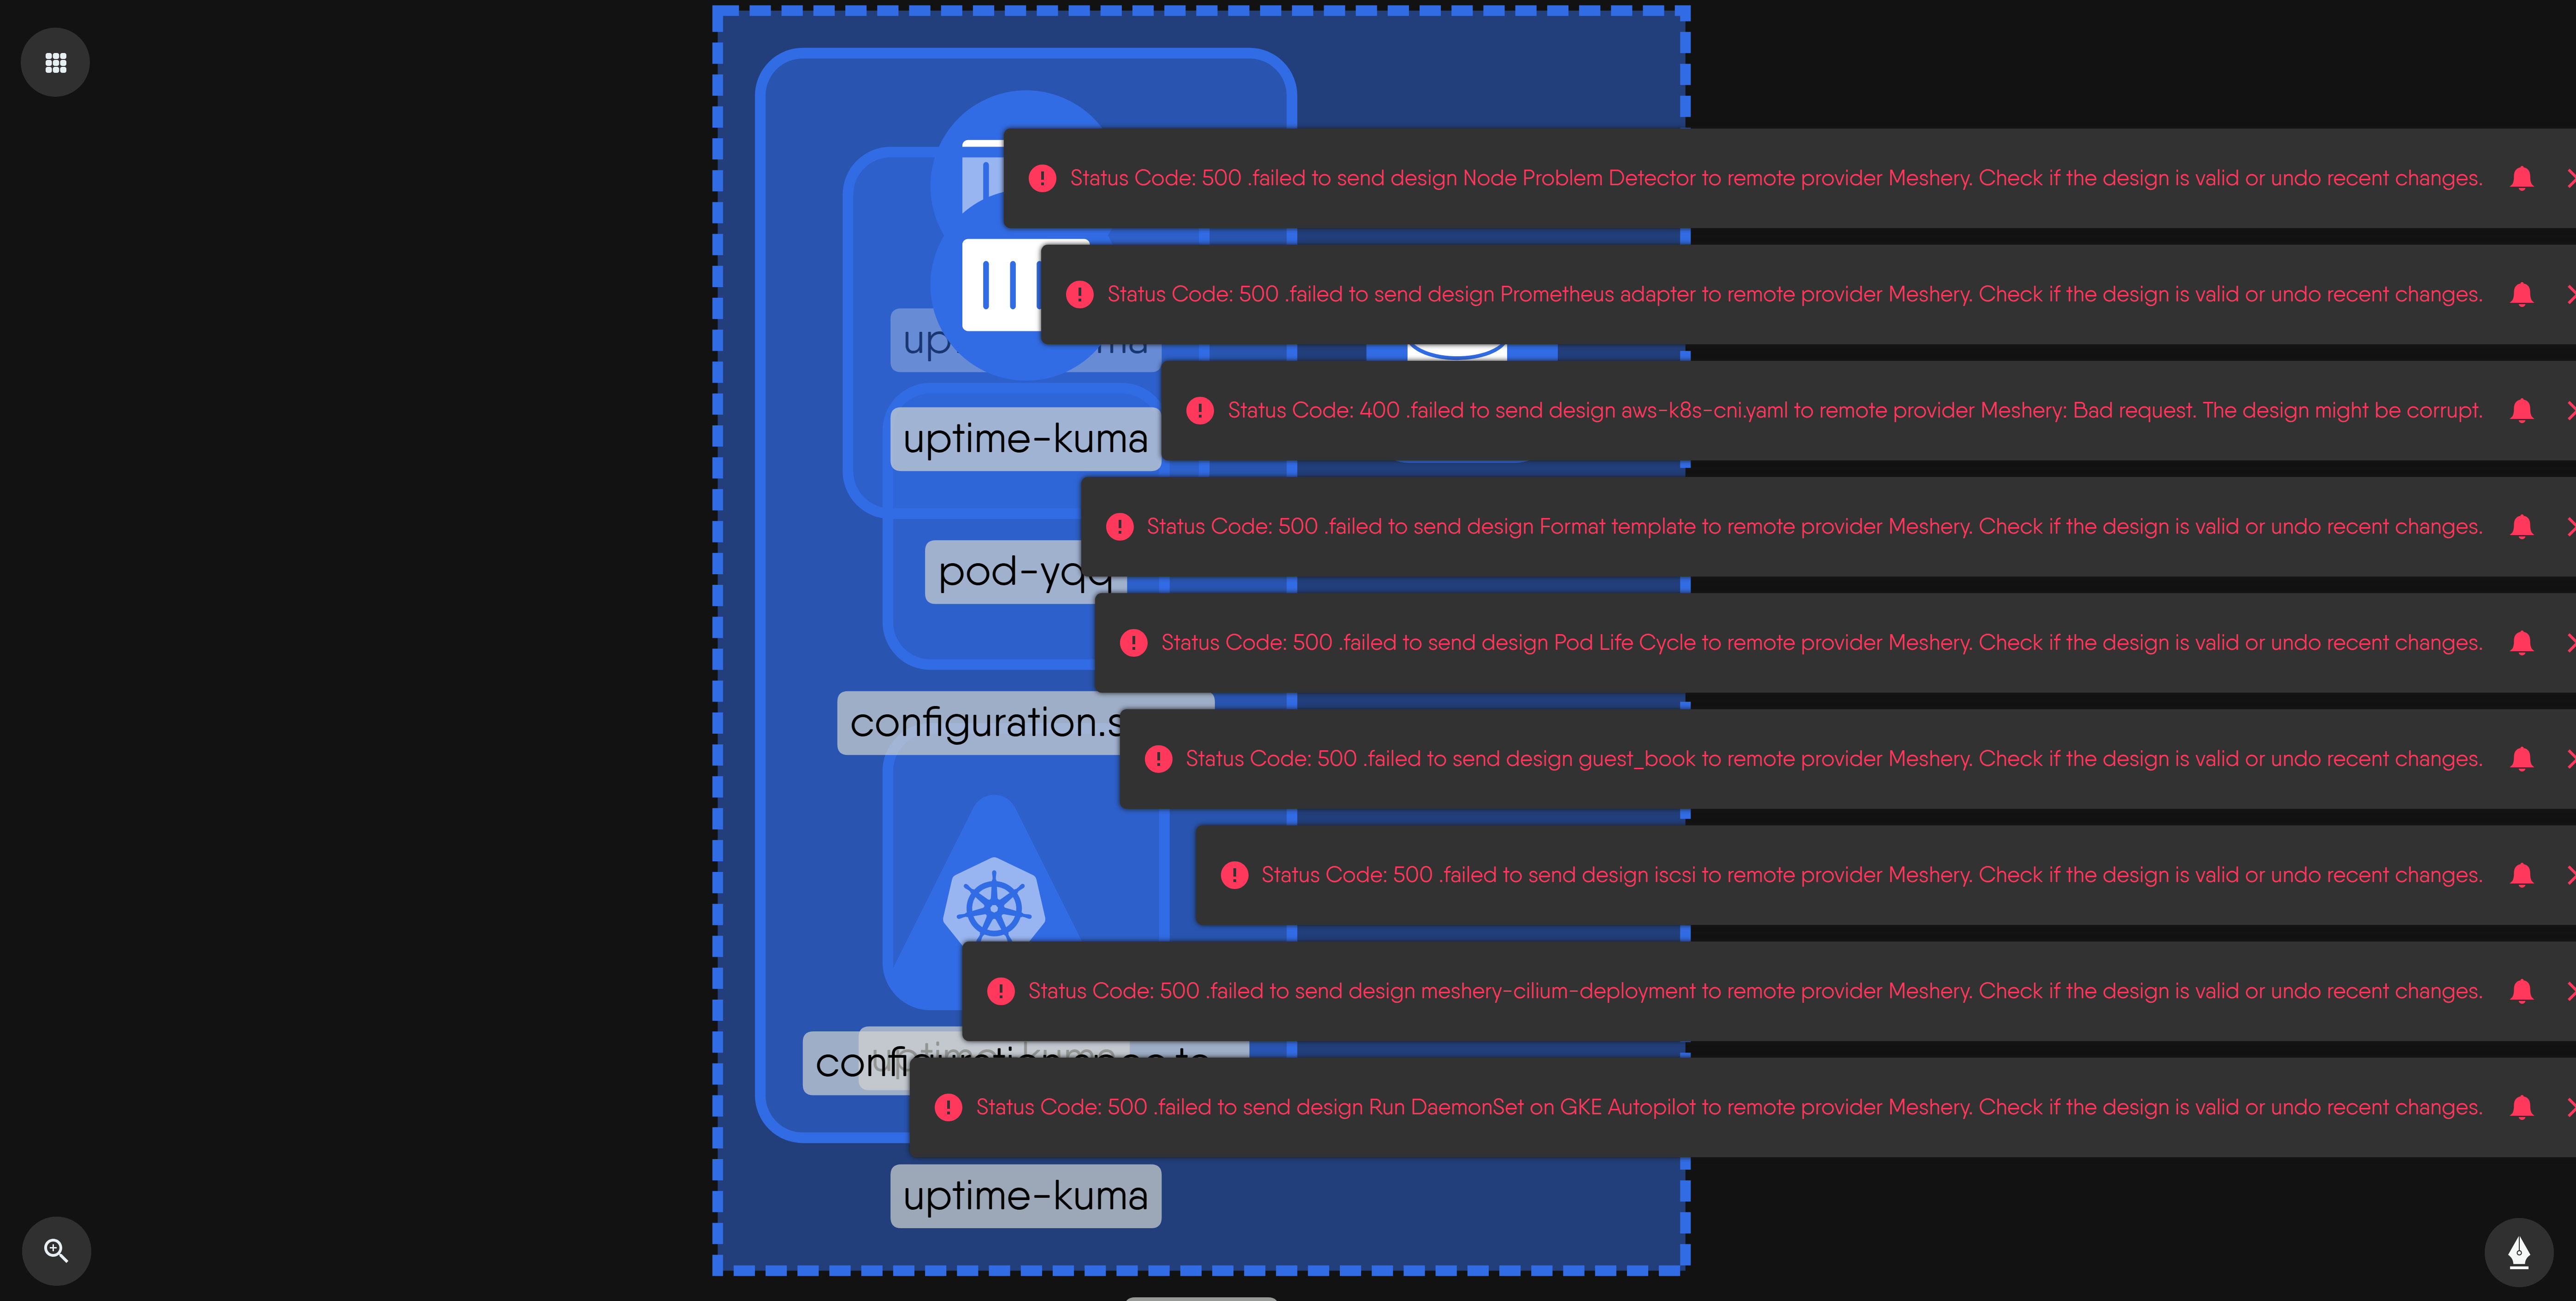 Status Code: 500 .failed to send design Node Problem Detector to remote provider Meshery. Check if the design is valid or undo recent changes.
Status Code: 500 .failed to send design Prometheus adapter to remote provider Meshery. Check if the design is valid or undo recent changes.
uptime-kuma
Status Code: 400 .failed to send design aws-k8s-cni.yaml to remote provider Meshery: Bad request. The design might be corrupt.
uptime-kuma
Status Code: 500 .failed to send design Format template to remote provider Meshery. Check if the design is valid or undo recent changes.
pod-yqq
Status Code: 500 .failed to send design Pod Life Cycle to remote provider Meshery. Check if the design is valid or undo recent changes.
configuration.s
Status Code: 500 .failed to send design guest_book to remote provider Meshery. Check if the design is valid or undo recent changes.
Status Code: 500 .failed to send design iscsi to remote provider Meshery. Check if the design is valid or undo recent changes.
Status Code: 500 .failed to send design meshery-cilium-deployment to remote provider Meshery. Check if the design is valid or undo recent changes.
uptime-kuma
Status Code: 500 .failed to send design Run DaemonSet on GKE Autopilot to remote provider Meshery. Check if the design is valid or undo recent changes.
uptime-kuma